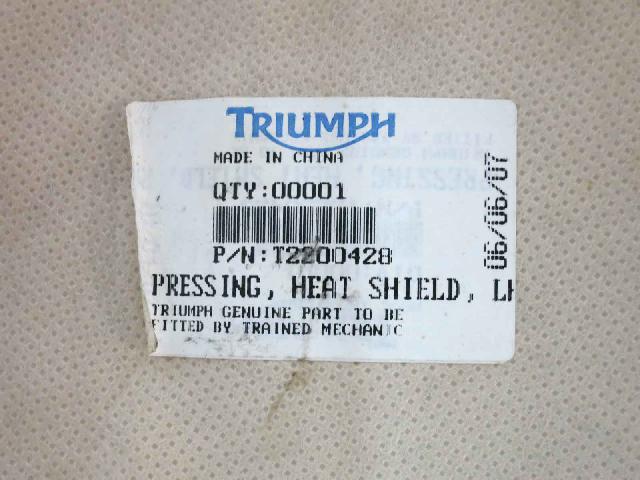 TRIUMPH
MADE IN CHINA
QTY:00001
P/N:T2200428
PRESSING, HEAT SHIELD, LH
TRIUMPH GENUINE PART TO BE
FITTED BY TRAINED MECHANIC
06/06/07